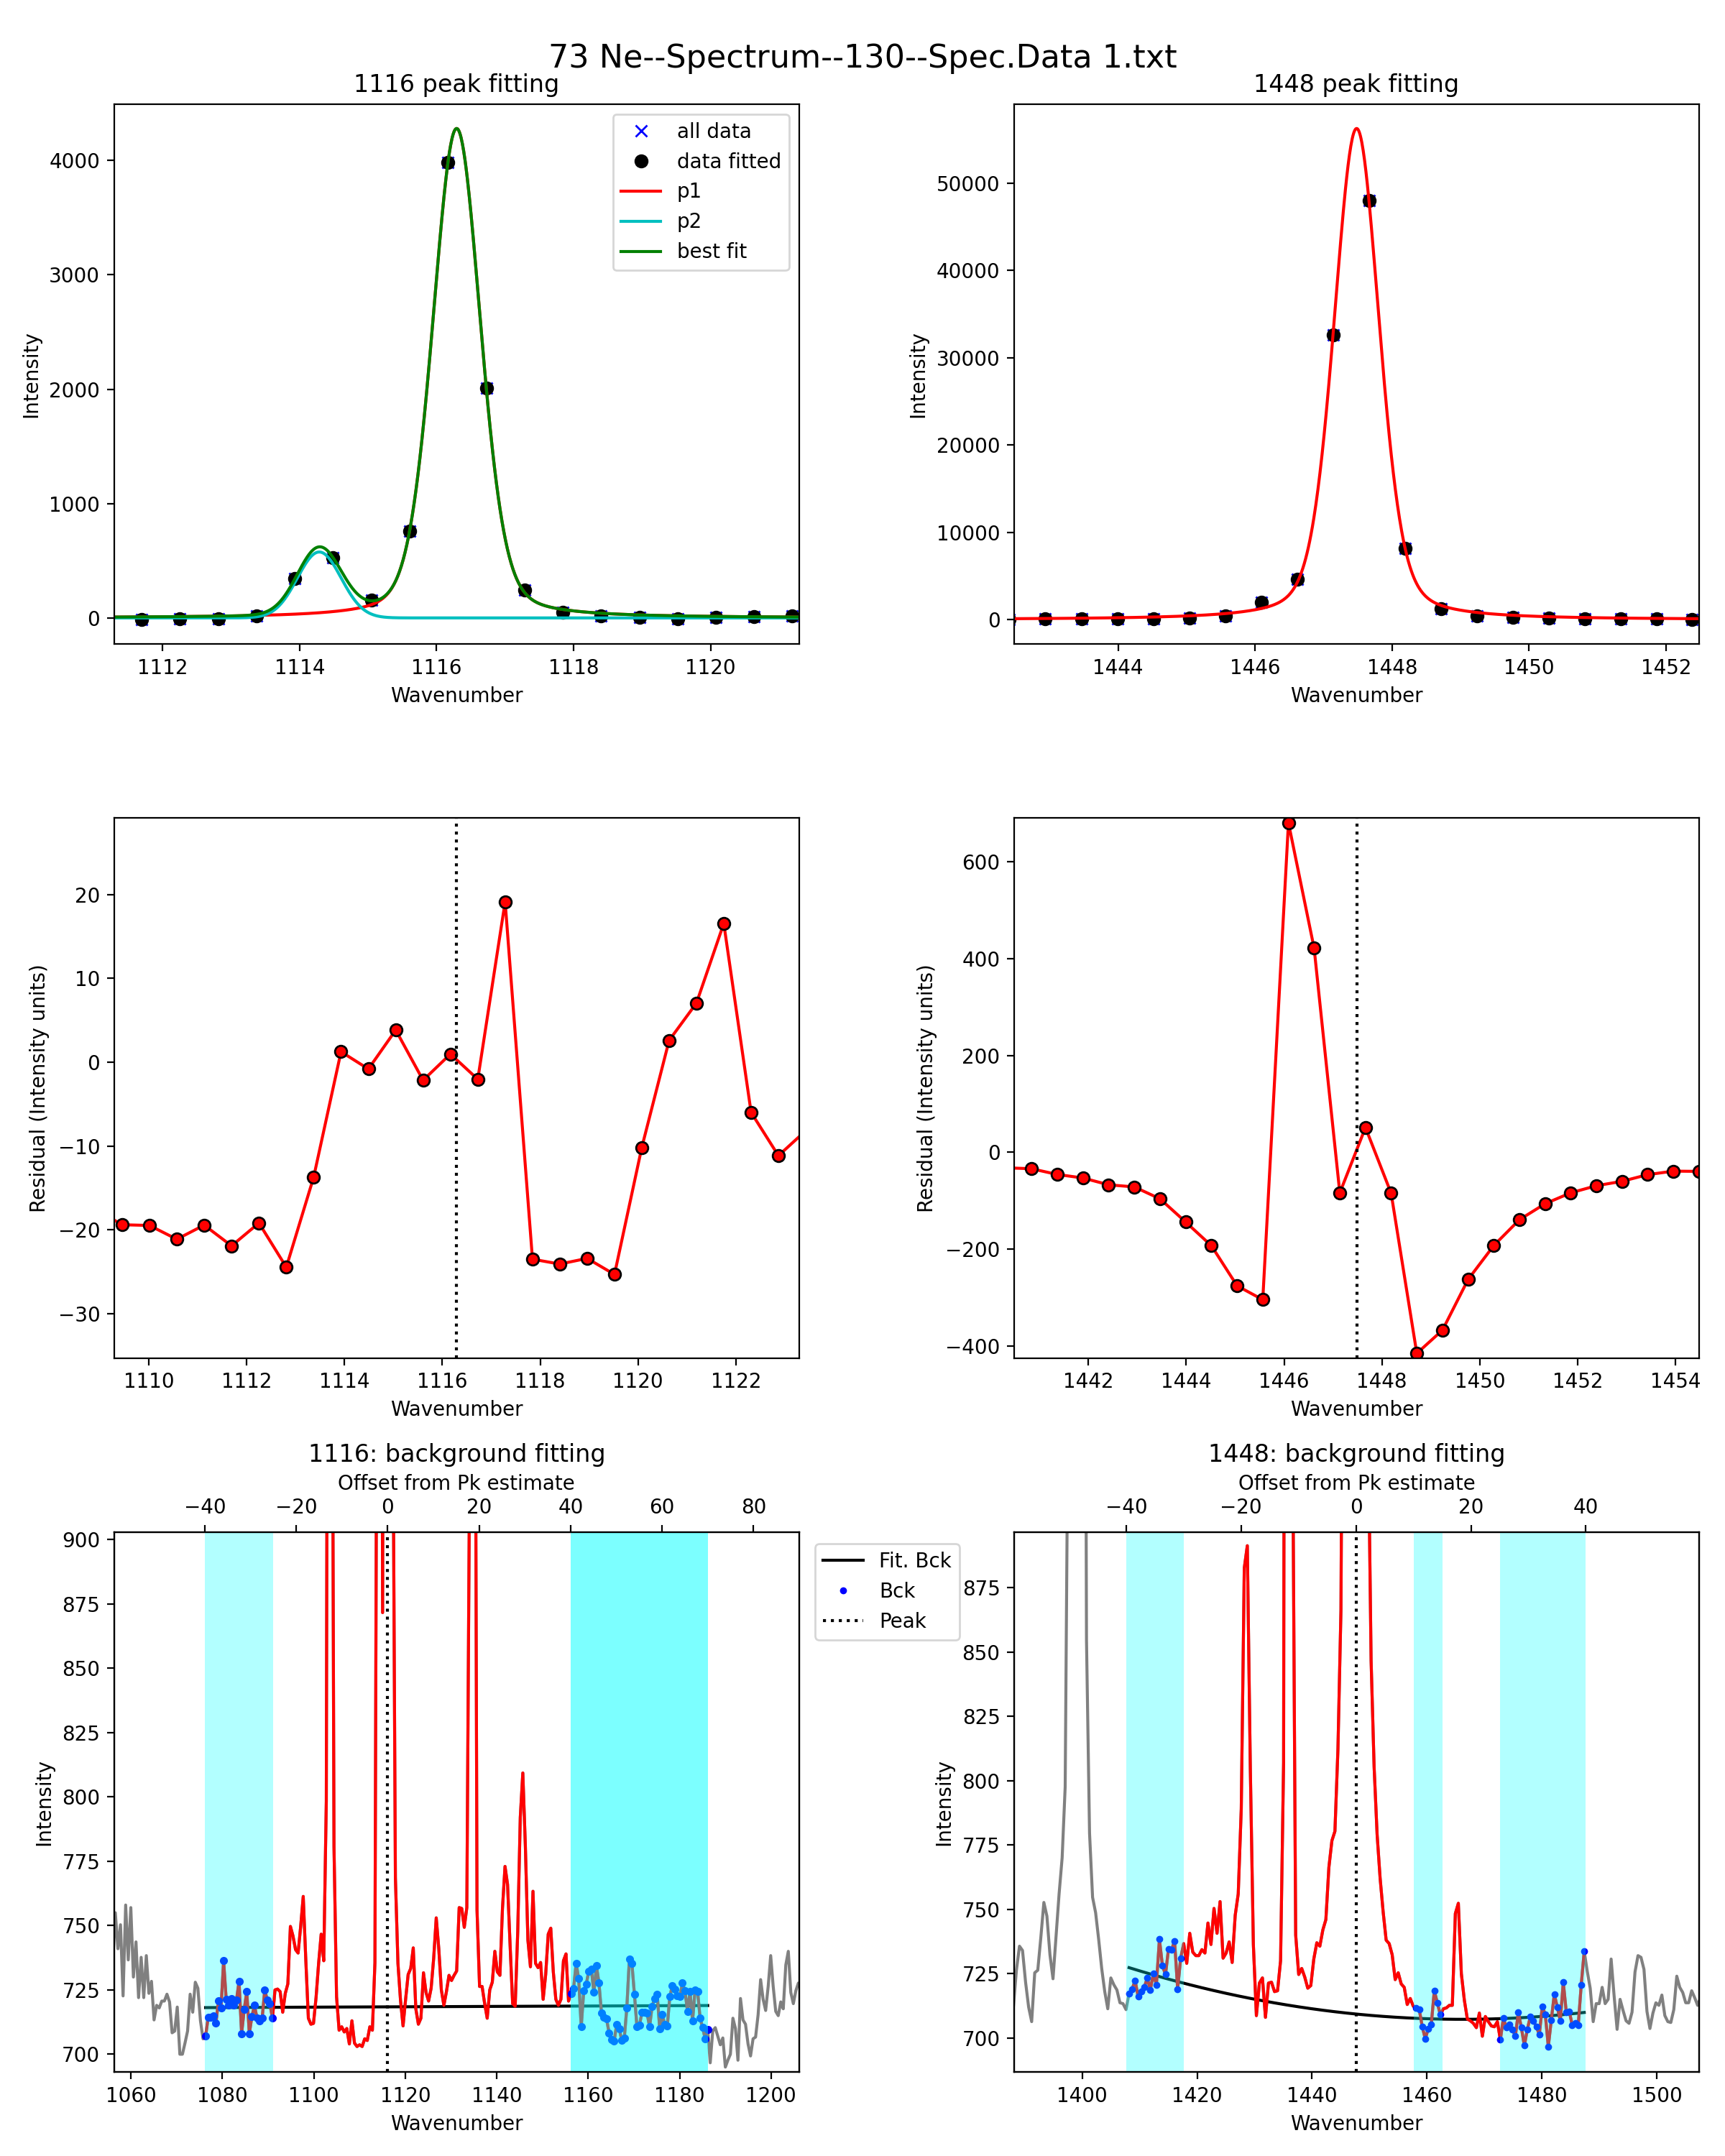 73 Ne--Spectrum--130--Spec.Data 1.txt
1116 peak fitting
all data
data fitted
p1
p2
best fit
4000
3000
2000
1000
0
Intensity
1112 1114 1116 1118 1120
Wavenumber
1448 peak fitting
50000
40000
30000
20000
10000
0
Intensity
1444 1446 1448 1450 1452
Wavenumber
20
10
0
−10
−20
−30
Residual (Intensity units)
1110 1112 1114 1116 1118 1120 1122
Wavenumber
600
400
200
0
−200
−400
Residual (Intensity units)
1442 1444 1446 1448 1450 1452 1454
Wavenumber
1116: background fitting
Offset from Pk estimate
−40 −20 0 20 40 60 80
900
875
850
825
800
775
750
725
700
Intensity
1060 1080 1100 1120 1140 1160 1180 1200
Wavenumber
Fit. Bck
Bck
Peak
1448: background fitting
Offset from Pk estimate
−40 −20 0 20 40
875
850
825
800
775
750
725
700
Intensity
1400 1420 1440 1460 1480 1500
Wavenumber